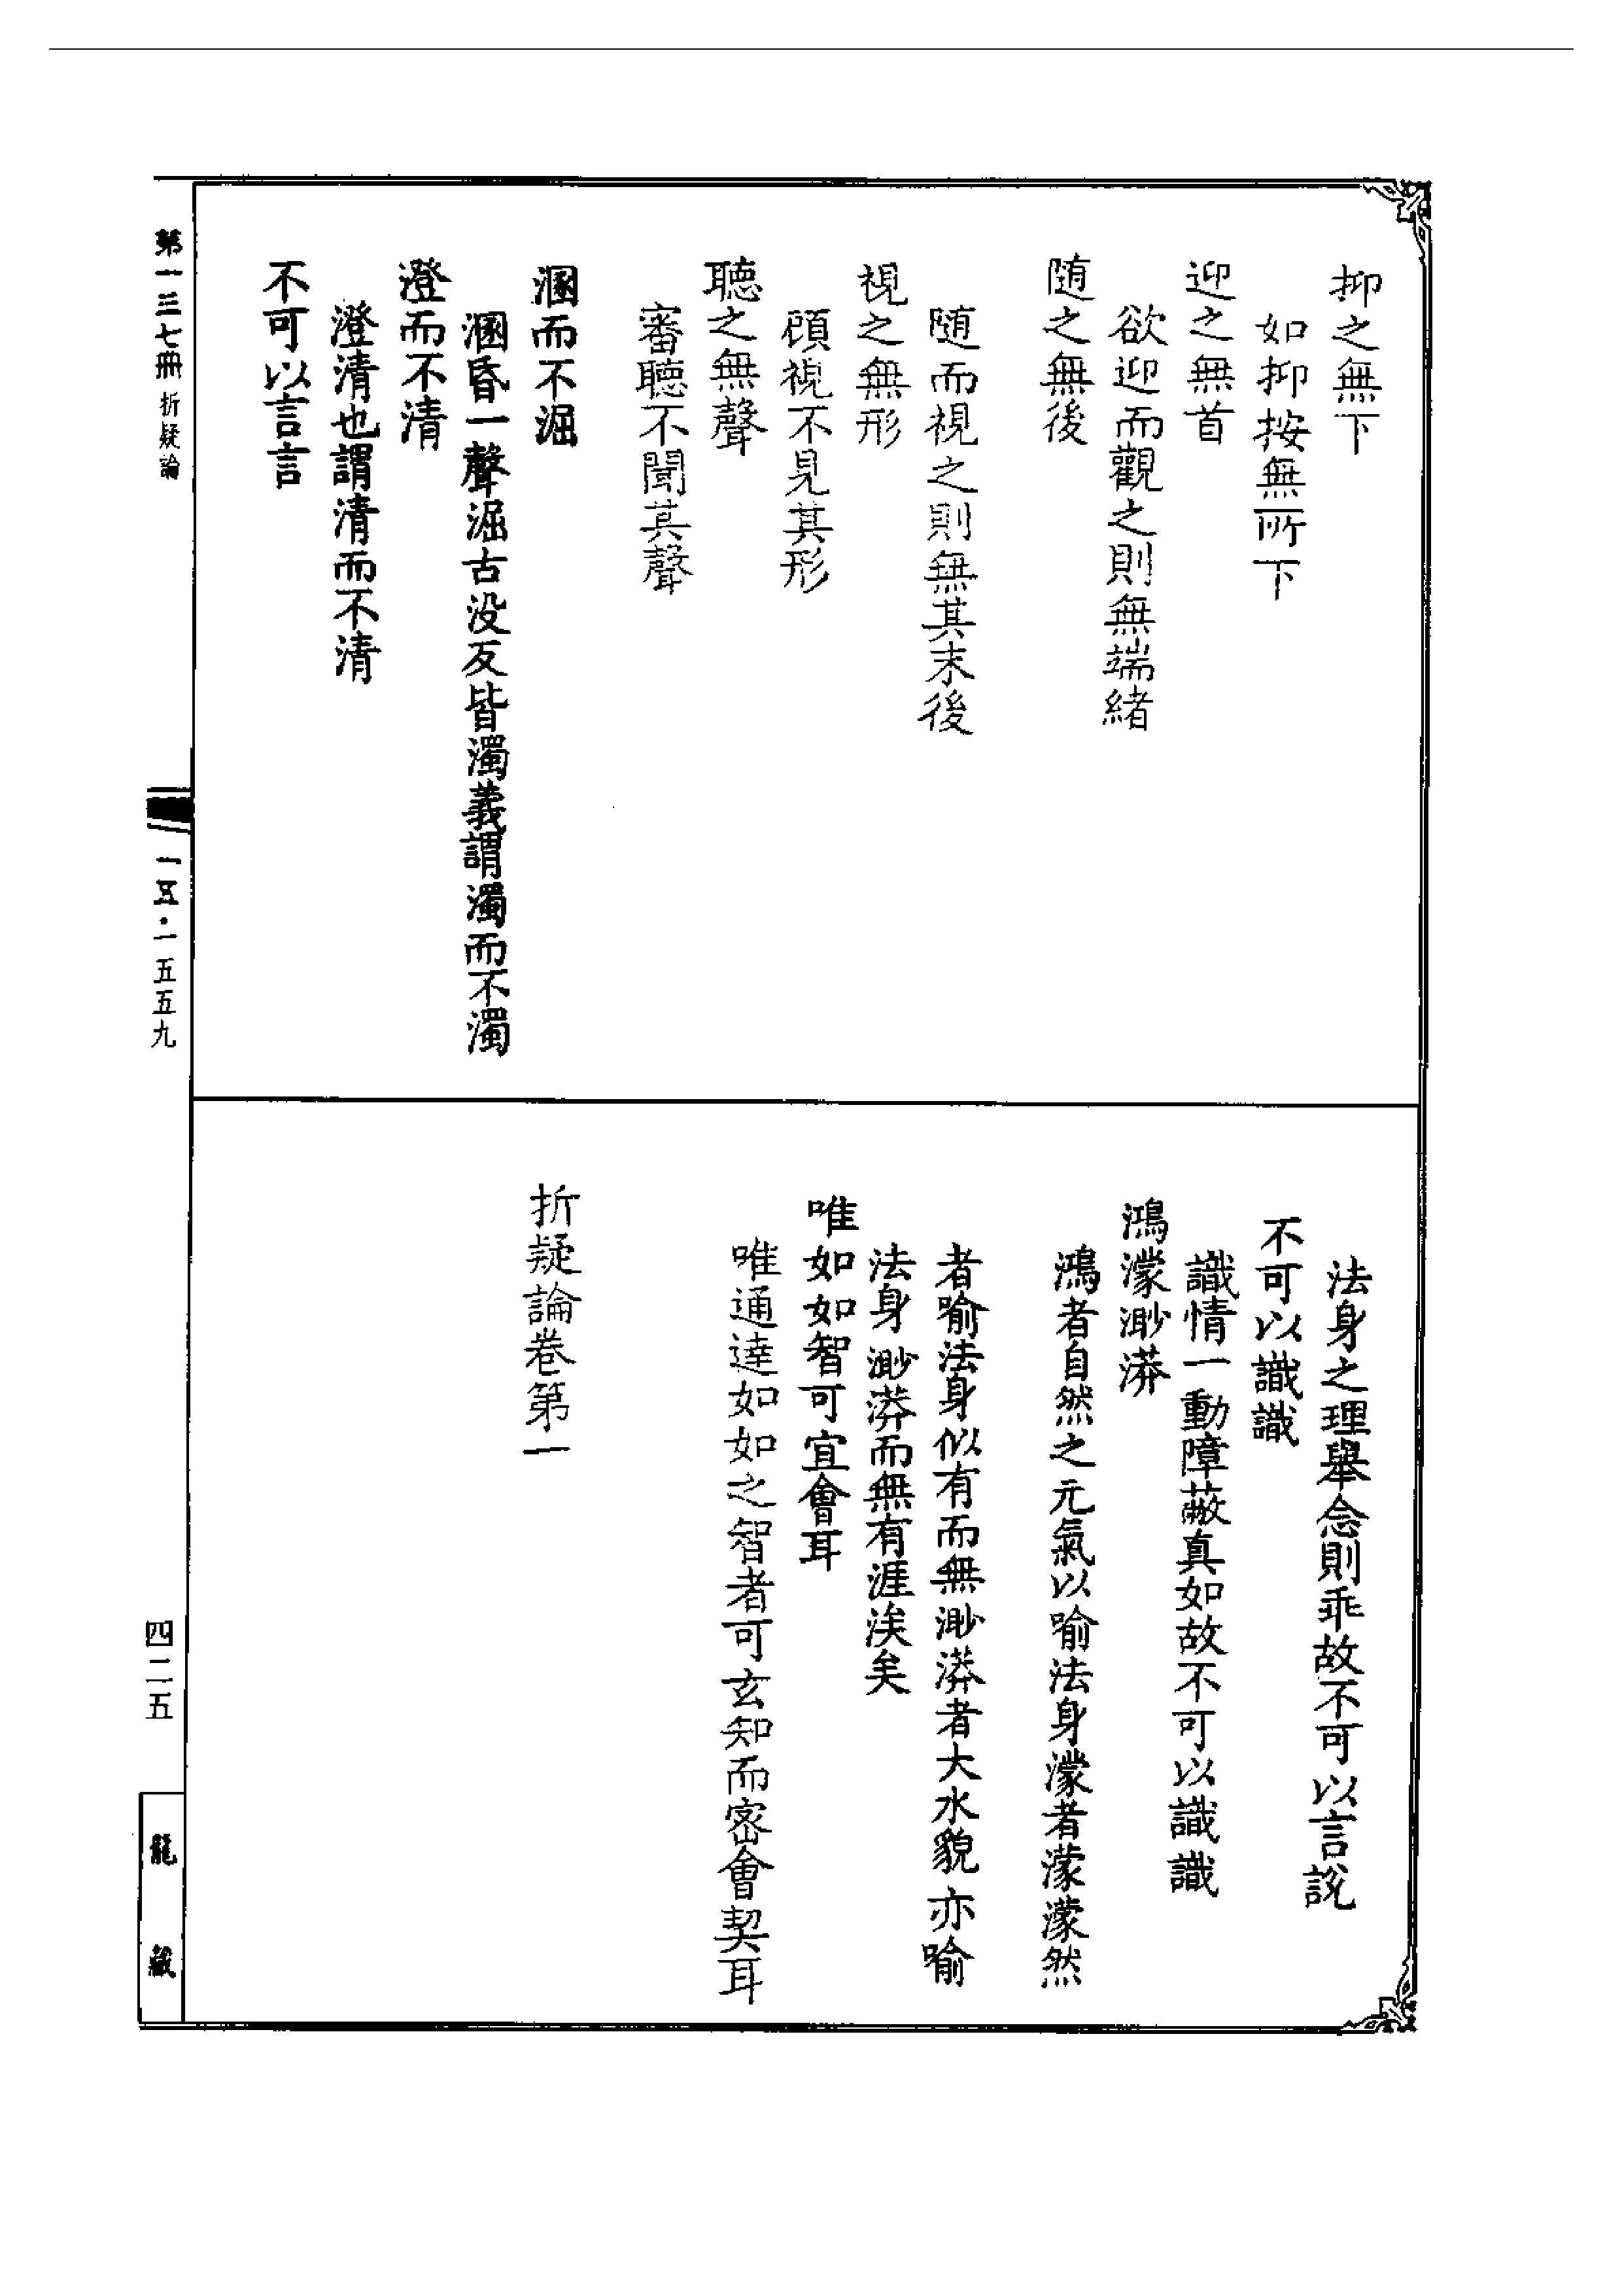 抑之無下
如抑按無所下
迎之無首
欲迎而觀之則無端緒
随之無後
随而視之則無其末後
視之無形
顧視不見其形
聽之無聲
審聽不聞其聲
溷而不淈
溷昏一聲淈古没反皆濁義謂濁而不濁
澄而不清
澄清也謂清而不清
不可以言言
法身之理舉念則乖故不可以言說
不可以識識
識情一動障蔽真如故不可以識識
鴻濛渺漭
鴻者自然之元氣以喻法身濛者濛濛然
者喻法身似有而無渺漭者大水貌亦喻
法身渺漭而無有涯涘矣
唯如如智可宜會耳
唯通達如如之智者可玄知而密會契耳
折疑論卷第一
第一三七冊 折疑論
一五·一五五九
四二五
龍藏